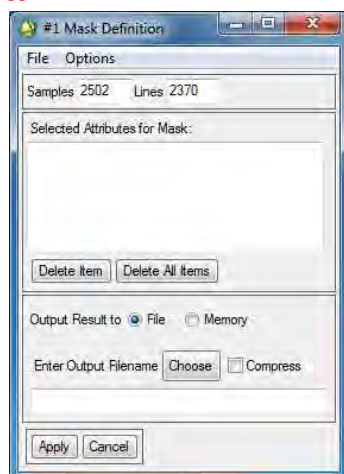 #1 Mask Definition
File Options
Samples 2502 Lines 2370
Selected Attributes for Mask:
Delete Item Delete All Items
Output Result to File Memory
Enter Output Filename Choose Compress
Apply Cancel